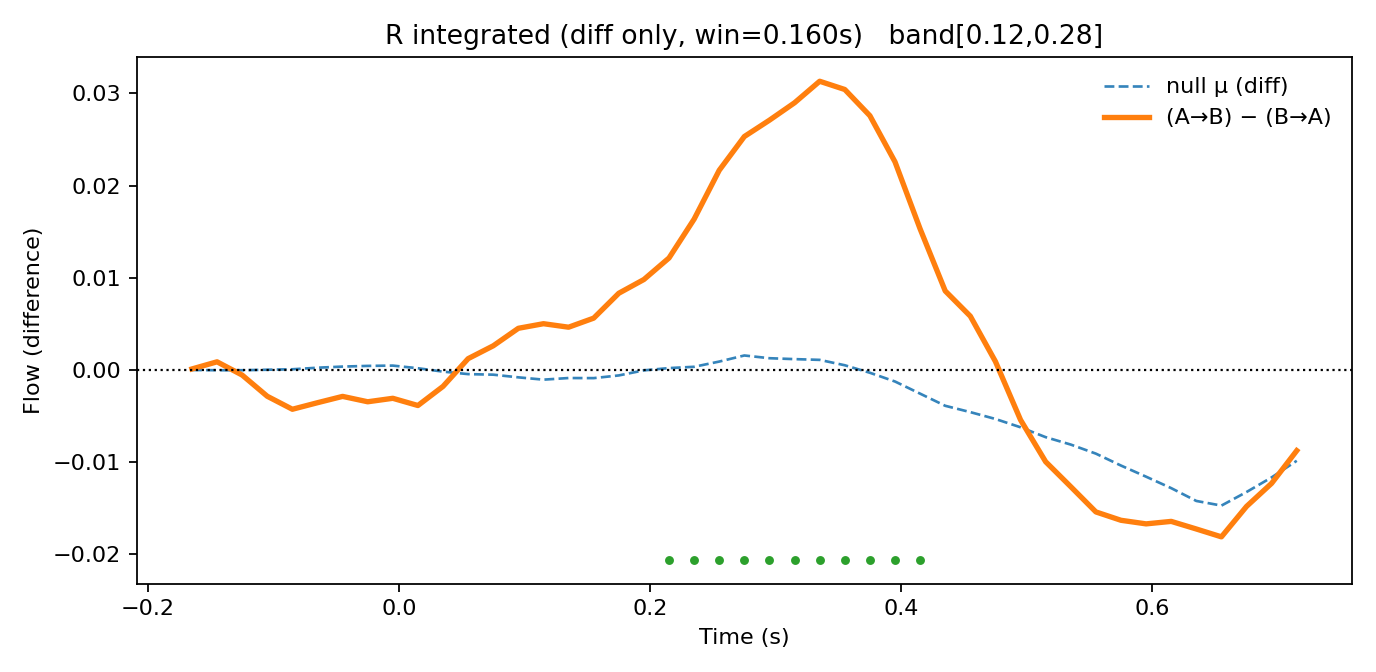 R integrated (diff only, win=0.160s)   band[0.12,0.28]
null μ (diff)
(A→B) − (B→A)
Flow (difference)
0.03
0.02
0.01
0.00
−0.01
−0.02
−0.2
0.0
0.2
0.4
0.6
Time (s)